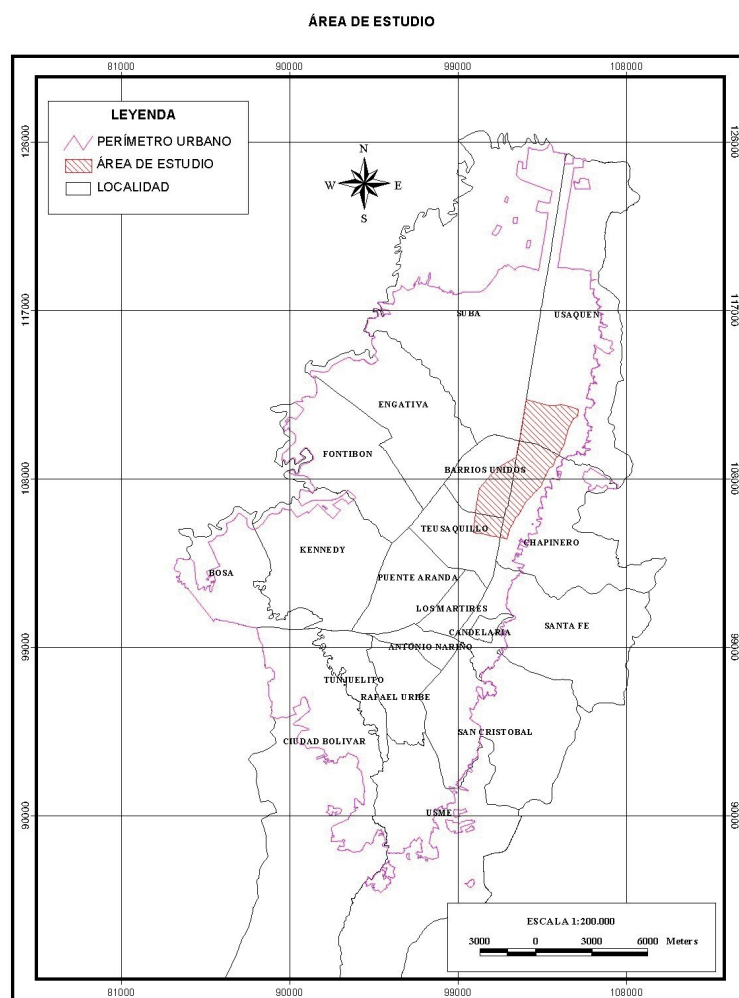 ÁREA DE ESTUDIO
81000 90000 99000 108000
LEYENDA
PERÍMETRO URBANO
ÁREA DE ESTUDIO
LOCALIDAD
N
W E
S
126000 126000
117000 117000
108000 108000
99000 99000
90000 90000
SUBA
USAQUEN
ENGATIVA
FONTIBON
BARRIOS UNIDOS
TEUSAQUILLO
CHAPINERO
KENNEDY
BOSA
PUENTE ARANDA
LOS MARTIRES
SANTA FE
CANDELARIA
ANTONIO NARIÑO
TUNJUELITO
RAFAEL URIBE
SAN CRISTOBAL
CIUDAD BOLIVAR
USME
ESCALA 1:200.000
3000 0 3000 6000 Meters
81000 90000 99000 108000